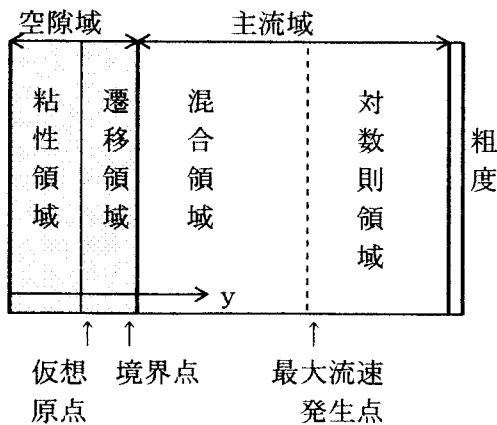 空隙域
主流域
粘性領域
遷移領域
混合領域
対数則領域
粗度
y
仮想原点
境界点
最大流速発生点